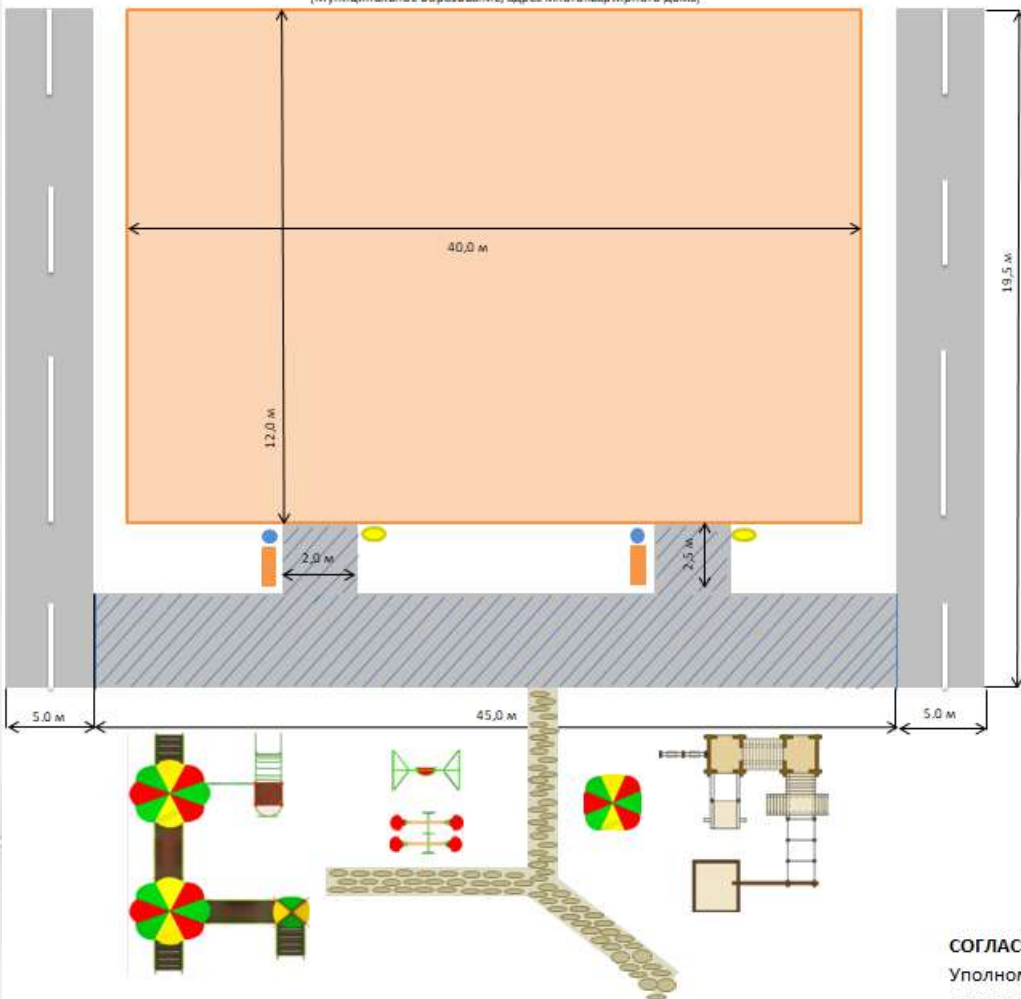 40,0 м
19,5 м
12,0 м
2,0 м
2,5 м
5.0 м
45,0 м
5.0 м
СОГЛАС
Уполном